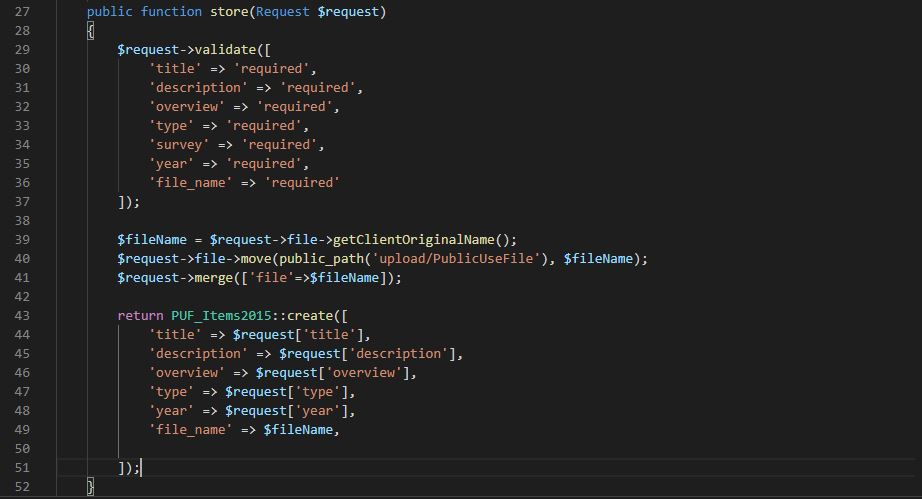 27 public function store(Request $request)
28 {
29 $request->validate([
30 'title' => 'required',
31 'description' => 'required',
32 'overview' => 'required',
33 'type' => 'required',
34 'survey' => 'required',
35 'year' => 'required',
36 'file_name' => 'required'
37 ]);
38
39 $fileName = $request->file->getClientOriginalName();
40 $request->file->move(public_path('upload/PublicUseFile'), $fileName);
41 $request->merge(['file'=>$fileName]);
42
43 return PUF_Items2015::create([
44 'title' => $request['title'],
45 'description' => $request['description'],
46 'overview' => $request['overview'],
47 'type' => $request['type'],
48 'year' => $request['year'],
49 'file_name' => $fileName,
50
51 ]);
52 }